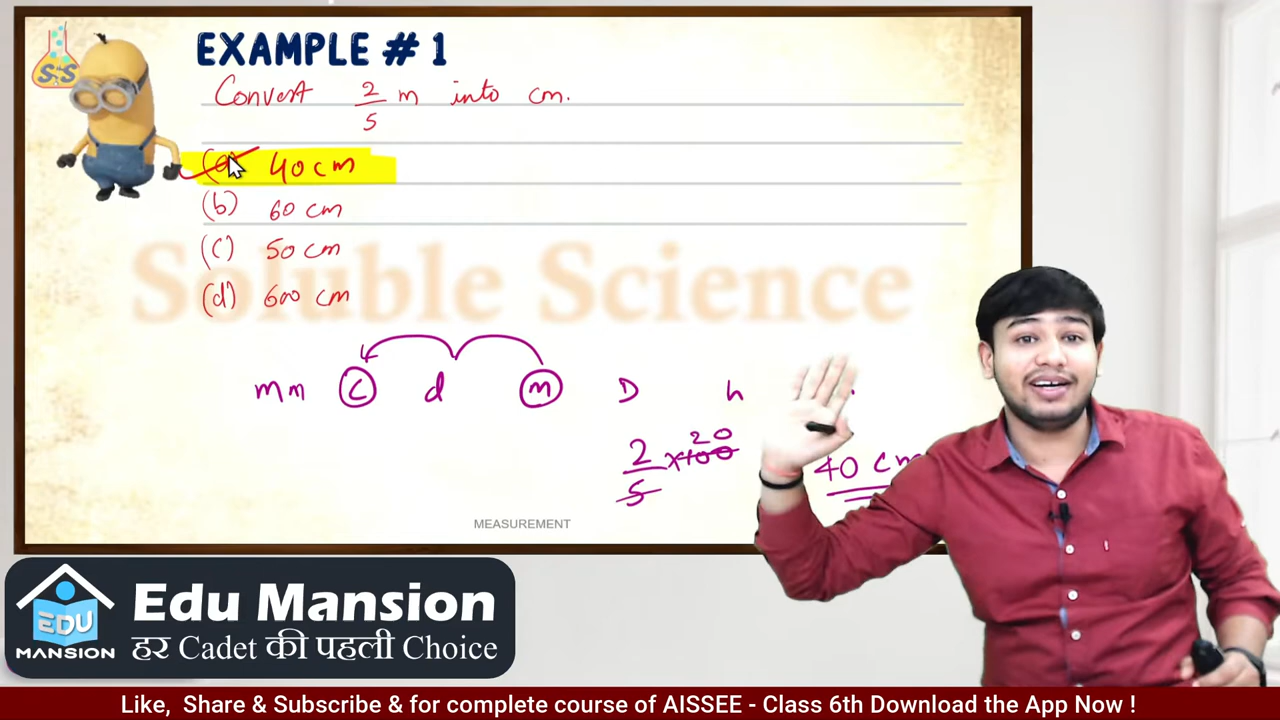 EXAMPLE # 1
SS
Convert 2/5 m into cm.
(a) 40 cm
(b) 60 cm
(c) 50 cm
(d) 600 cm
Soluble Science
mm c d m D h
2/5 × 100 20
40 cm
MEASUREMENT
EDU
MANSION
Edu Mansion
हर Cadet की पहली Choice
Like, Share & Subscribe & for complete course of AISSEE - Class 6th Download the App Now !